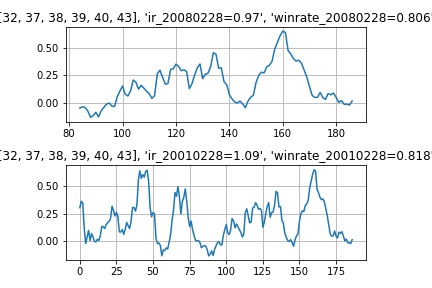 [32, 37, 38, 39, 40, 43], 'ir_20080228=0.97', 'winrate_20080228=0.806'
0.50
0.25
0.00
80 100 120 140 160 180
[32, 37, 38, 39, 40, 43], 'ir_20010228=1.09', 'winrate_20010228=0.818'
0.50
0.25
0.00
0 25 50 75 100 125 150 175